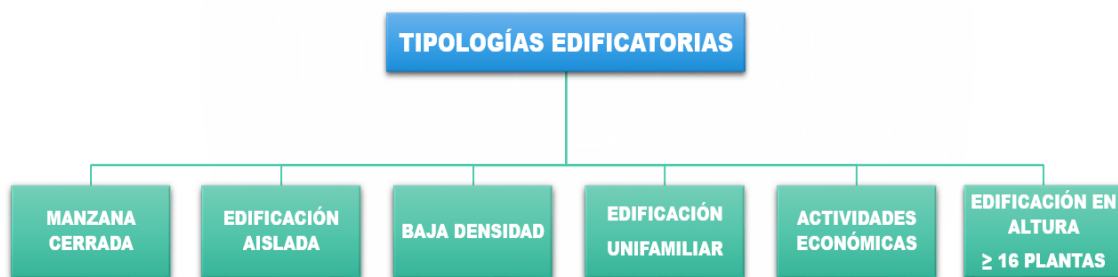 TIPOLOGÍAS EDIFICATORIAS
MANZANA
CERRADA
EDIFICACIÓN
AISLADA
BAJA DENSIDAD
EDIFICACIÓN
UNIFAMILIAR
ACTIVIDADES
ECONÓMICAS
EDIFICACIÓN EN
ALTURA
≥ 16 PLANTAS